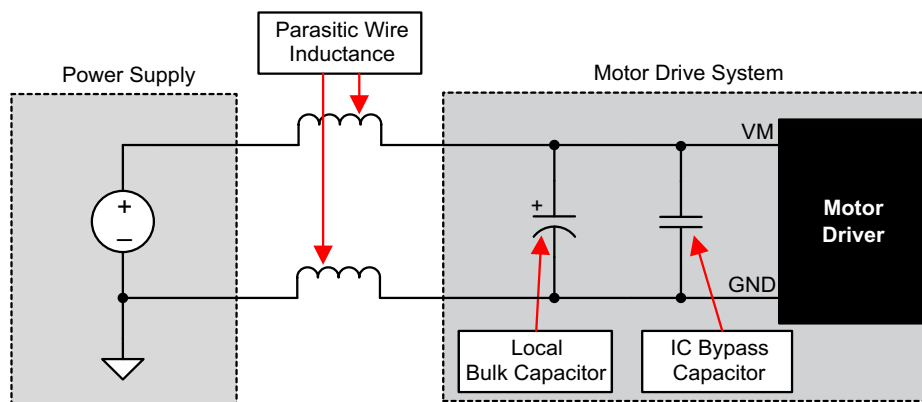 Parasitic Wire
Inductance
Power Supply
Motor Drive System
VM
+
–
+
Motor
Driver
GND
Local
Bulk Capacitor
IC Bypass
Capacitor